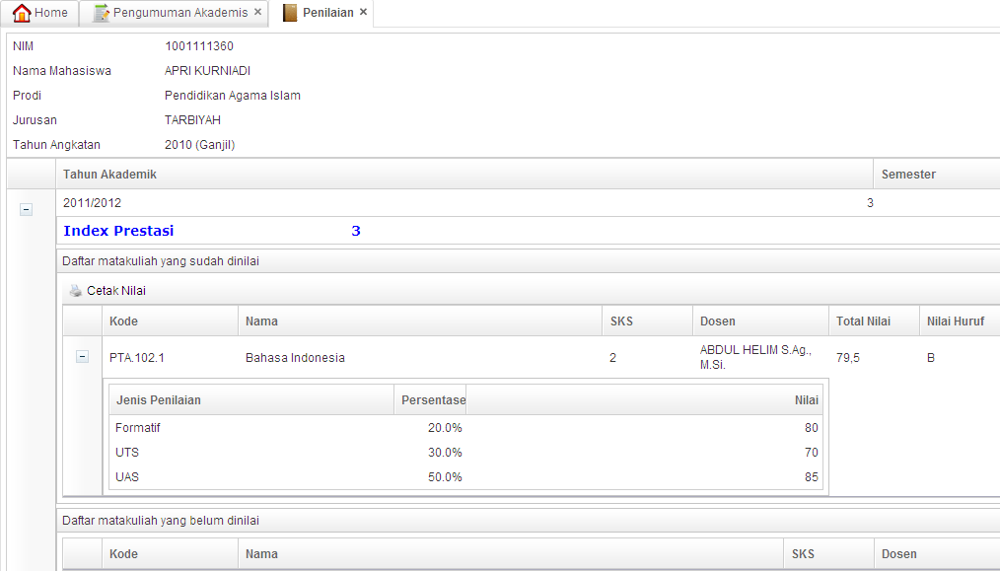 Home Pengumuman Akademis Penilaian
NIM 1001111360
Nama Mahasiswa APRI KURNIADI
Prodi Pendidikan Agama Islam
Jurusan TARBIYAH
Tahun Angkatan 2010 (Ganjil)
Tahun Akademik Semester
2011/2012 3
Index Prestasi 3
Daftar matakuliah yang sudah dinilai
Cetak Nilai
Kode Nama SKS Dosen Total Nilai Nilai Huruf
PTA.102.1 Bahasa Indonesia 2 ABDUL HELIM S.Ag., M.Si. 79,5 B
Jenis Penilaian Persentase Nilai
Formatif 20.0% 80
UTS 30.0% 70
UAS 50.0% 85
Daftar matakuliah yang belum dinilai
Kode Nama SKS Dosen